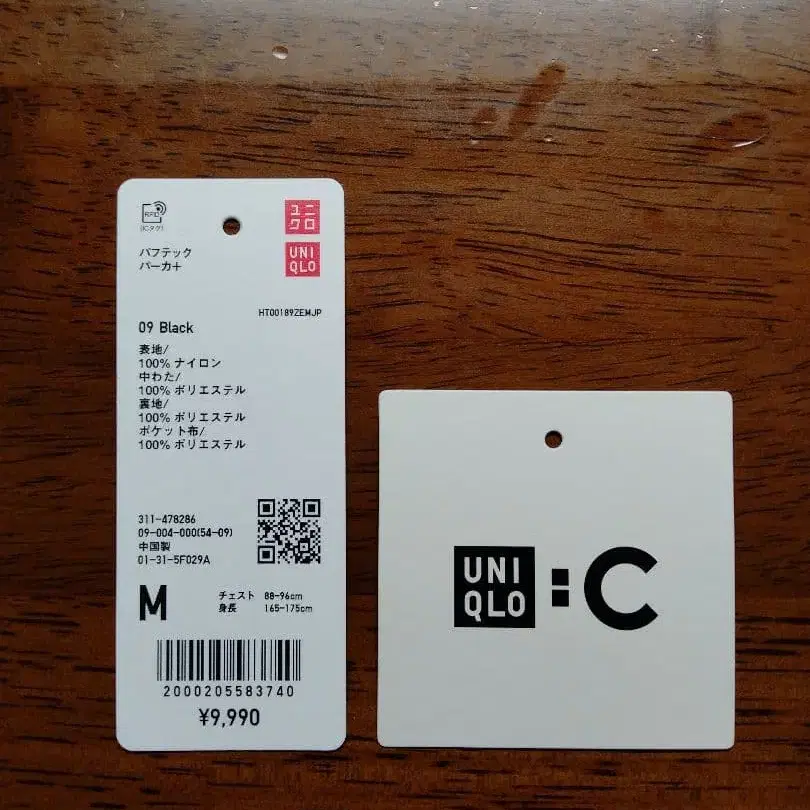 RFID
(ICタグ)
ユニ
クロ
UNI
QLO
パフテック
パーカ+
HT00189ZEMJP
09 Black
表地/
100% ナイロン
中わた/
100% ポリエステル
裏地/
100% ポリエステル
ポケット布/
100% ポリエステル
311-478286
09-004-000(54-09)
中国製
01-31-5F029A
M
チェスト 88-96cm
身長 165-175cm
2000205583740
¥9,990
UNI
QLO
:C